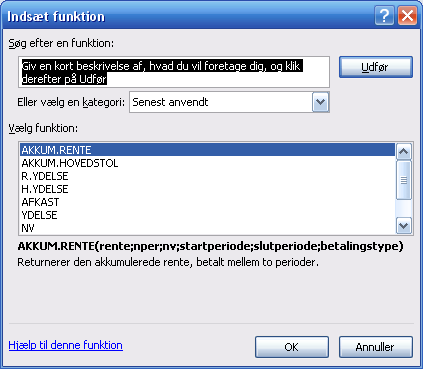 Indsæt funktion
Søg efter en funktion:
Giv en kort beskrivelse af, hvad du vil foretage dig, og klik
derefter på Udfør
Udfør
Eller vælg en kategori: Senest anvendt
Vælg funktion:
AKKUM.RENTE
AKKUM.HOVEDSTOL
R.YDELSE
H.YDELSE
AFKAST
YDELSE
NV
AKKUM.RENTE(rente;nper;nv;startperiode;slutperiode;betalingstype)
Returnerer den akkumulerede rente, betalt mellem to perioder.
Hjælp til denne funktion
OK
Annuller